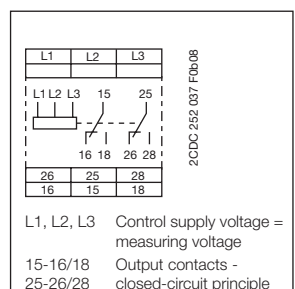 L1 L2 L3
L1 L2 L3 15 25
16 18 26 28
26 25 28
16 15 18
2CDC 252 037 F0b08
L1, L2, L3 Control supply voltage =
measuring voltage
15-16/18 Output contacts -
25-26/28 closed-circuit principle